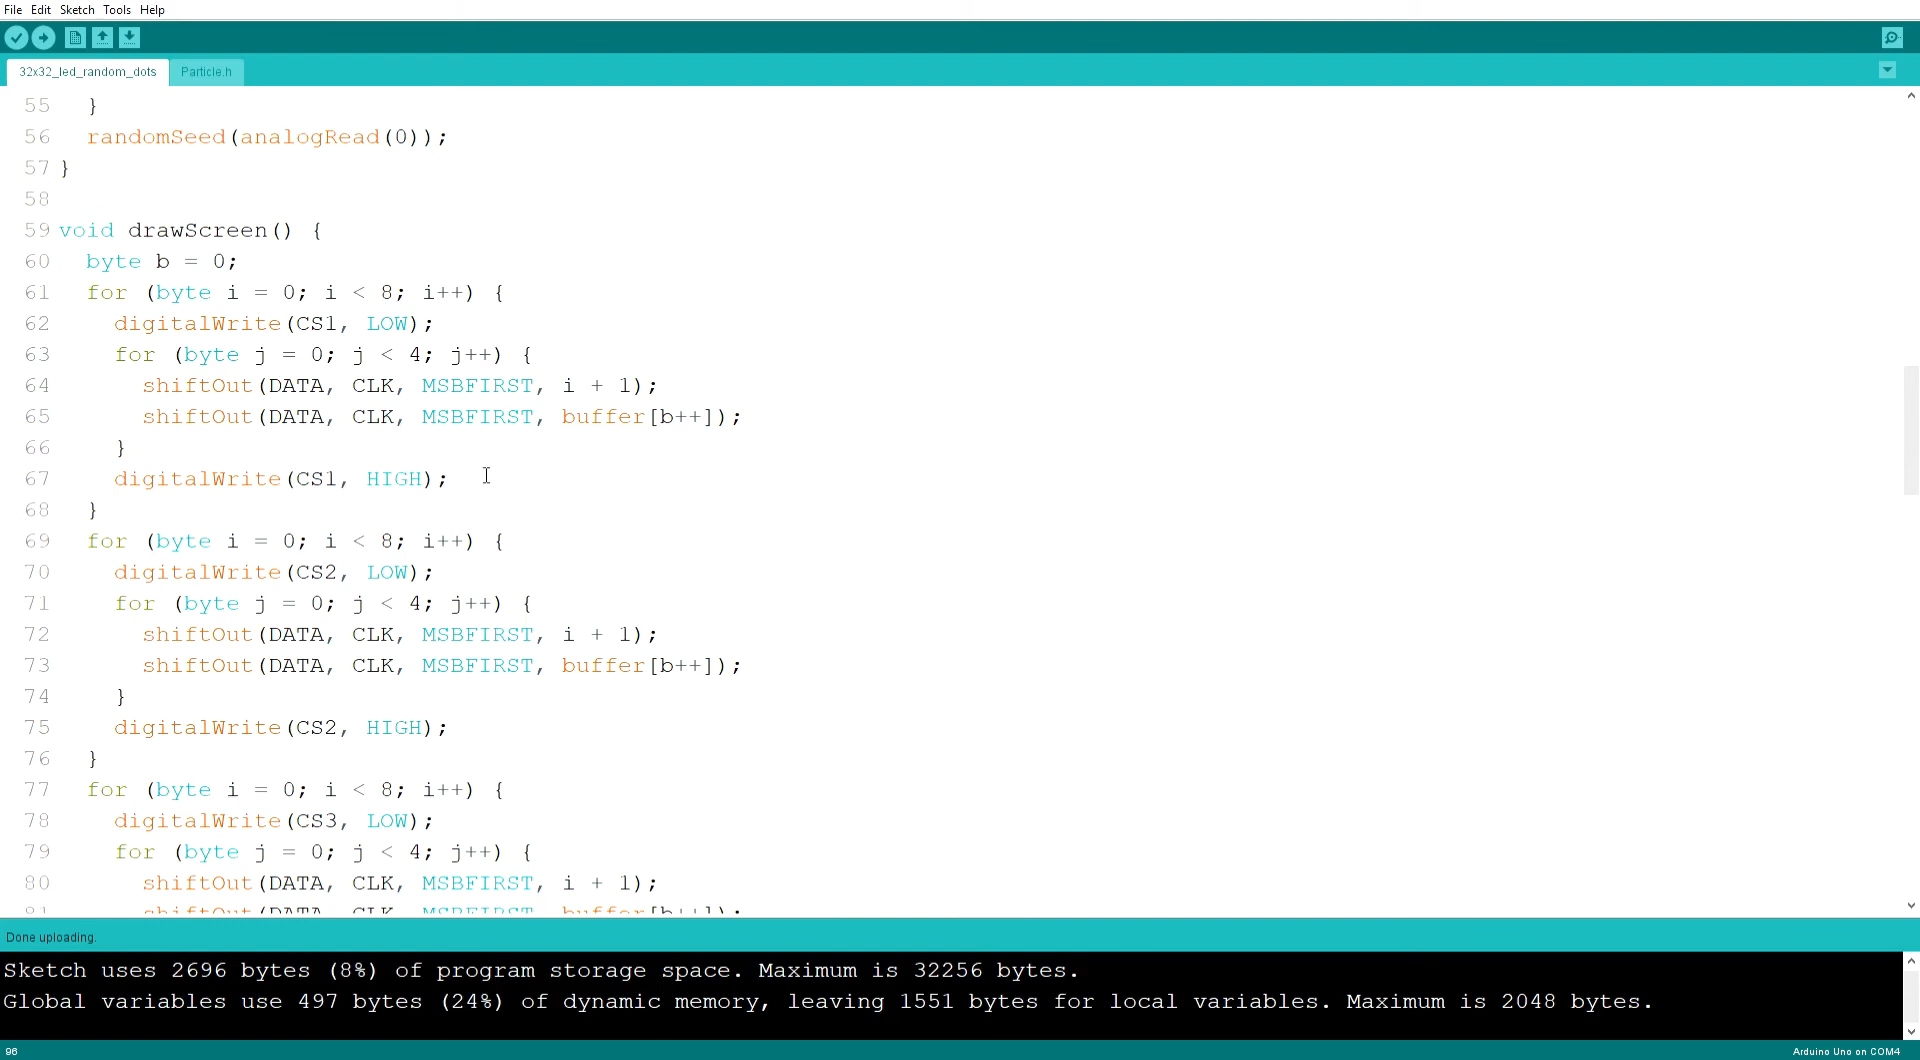 File Edit Sketch Tools Help
32x32_led_random_dots Particle.h
55 }
56 randomSeed(analogRead(0));
57 }
58
59 void drawScreen() {
60 byte b = 0;
61 for (byte i = 0; i < 8; i++) {
62 digitalWrite(CS1, LOW);
63 for (byte j = 0; j < 4; j++) {
64 shiftOut(DATA, CLK, MSBFIRST, i + 1);
65 shiftOut(DATA, CLK, MSBFIRST, buffer[b++]);
66 }
67 digitalWrite(CS1, HIGH);
68 }
69 for (byte i = 0; i < 8; i++) {
70 digitalWrite(CS2, LOW);
71 for (byte j = 0; j < 4; j++) {
72 shiftOut(DATA, CLK, MSBFIRST, i + 1);
73 shiftOut(DATA, CLK, MSBFIRST, buffer[b++]);
74 }
75 digitalWrite(CS2, HIGH);
76 }
77 for (byte i = 0; i < 8; i++) {
78 digitalWrite(CS3, LOW);
79 for (byte j = 0; j < 4; j++) {
80 shiftOut(DATA, CLK, MSBFIRST, i + 1);
81 shiftOut(DATA, CLK, MSBFIRST, buffer[b++]);
Done uploading.
Sketch uses 2696 bytes (8%) of program storage space. Maximum is 32256 bytes.
Global variables use 497 bytes (24%) of dynamic memory, leaving 1551 bytes for local variables. Maximum is 2048 bytes.
96 Arduino Uno on COM4